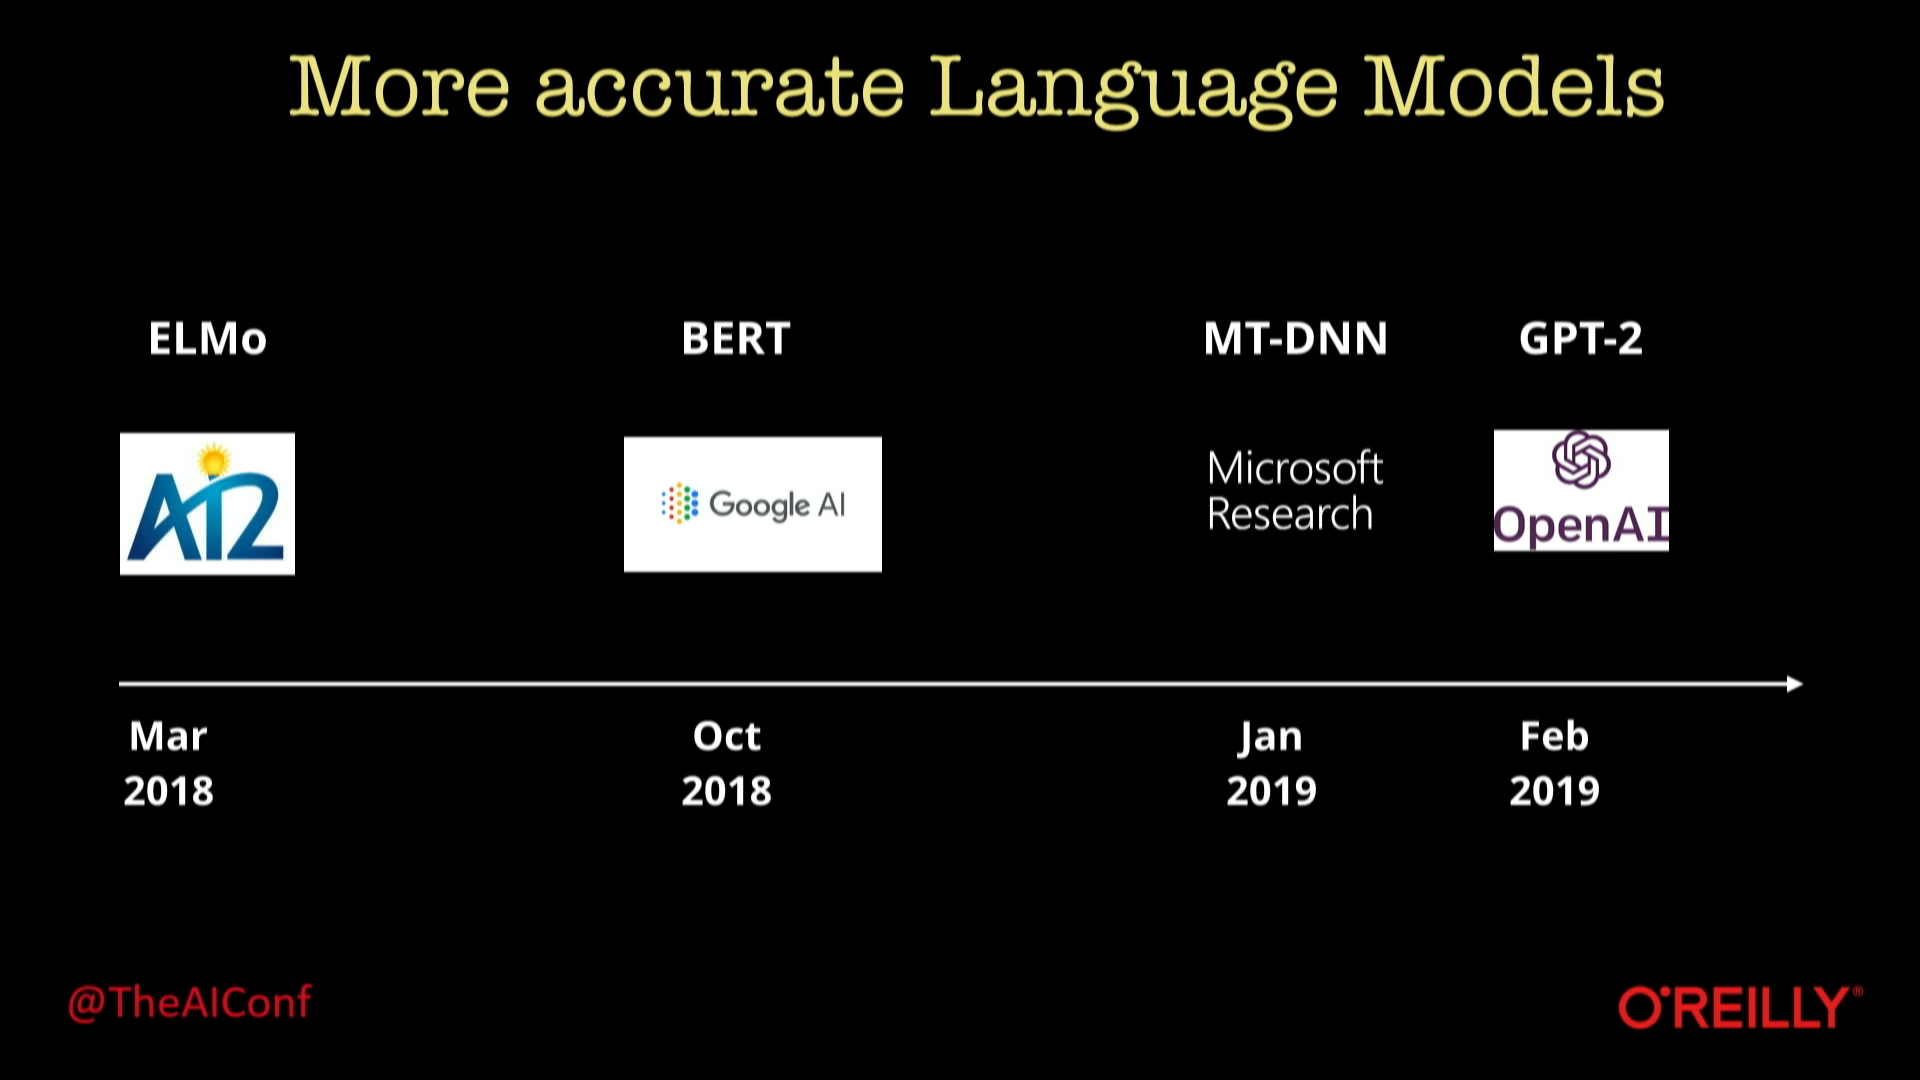 More accurate Language Models
ELMo BERT MT-DNN GPT-2
AI2 Google AI Microsoft Research OpenAI
Mar 2018 Oct 2018 Jan 2019 Feb 2019
@TheAIConf O'REILLY®